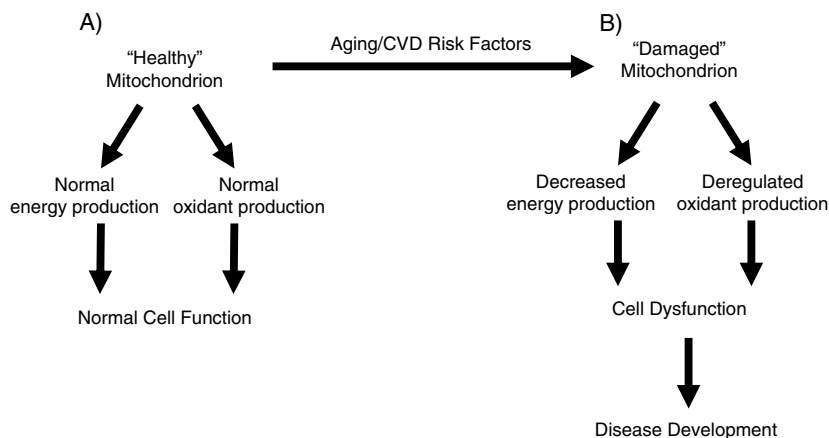 A)
“Healthy”
Mitochondrion
Aging/CVD Risk Factors
B)
“Damaged”
Mitochondrion
Normal
energy production
Normal
oxidant production
Decreased
energy production
Deregulated
oxidant production
Normal Cell Function
Cell Dysfunction
Disease Development